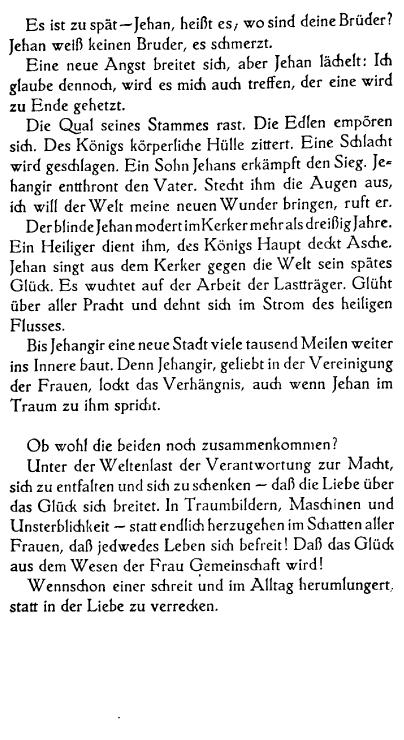 Es ist zu spät—Jehan, heißt es, wo sind deine Brüder?
Jehan weiß keinen Bruder, es schmerzt.
Eine neue Angst breitet sich, aber Jehan lächelt: Ich
glaube dennoch, wird es mich auch treffen, der eine wird
zu Ende gehetzt.
Die Qual seines Stammes rast. Die Edlen empören
sich. Des Königs körperliche Hülle zittert. Eine Schlacht
wird geschlagen. Ein Sohn Jehans erkämpft den Sieg. Je-
hangir entthront den Vater. Stecht ihm die Augen aus,
ich will der Welt meine neuen Wunder bringen, ruft er.
Der blinde Jehan modert im Kerker mehr als dreißig Jahre.
Ein Heiliger dient ihm, des Königs Haupt deckt Asche.
Jehan singt aus dem Kerker gegen die Welt sein spätes
Glück. Es wuchtet auf der Arbeit der Lastträger. Glüht
über aller Pracht und dehnt sich im Strom des heiligen
Flusses.
Bis Jehangir eine neue Stadt viele tausend Meilen weiter
ins Innere baut. Denn Jehangir, geliebt in der Vereinigung
der Frauen, lockt das Verhängnis, auch wenn Jehan im
Traum zu ihm spricht.
Ob wohl die beiden noch zusammenkommen?
Unter der Weltenlast der Verantwortung zur Macht,
sich zu entfalten und sich zu schenken — daß die Liebe über
das Glück sich breitet. In Traumbildern, Maschinen und
Unsterblichkeit — statt endlich herzugehen im Schatten aller
Frauen, daß jedwedes Leben sich befreit! Daß das Glück
aus dem Wesen der Frau Gemeinschaft wird!
Wennschon einer schreit und im Alltag herumlungert,
statt in der Liebe zu verrecken.